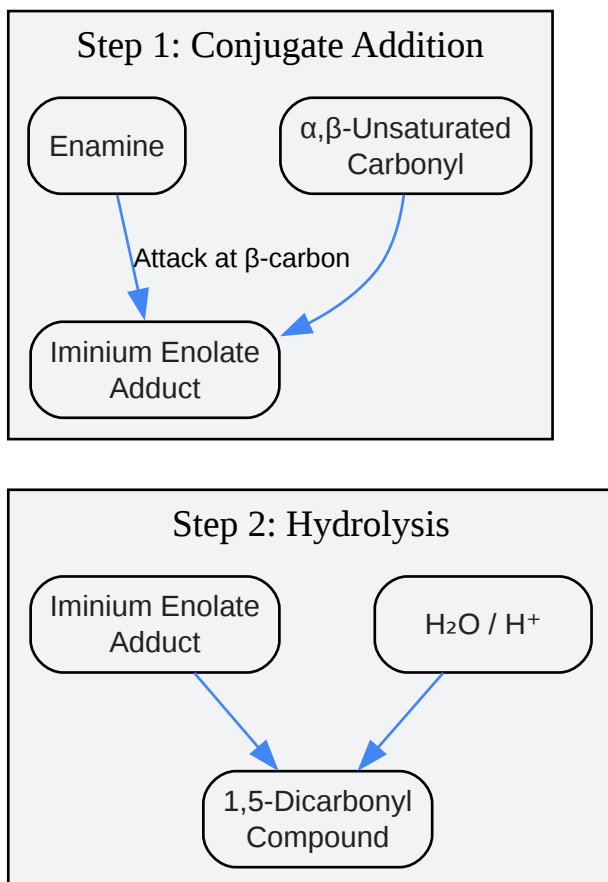 Step 1: Conjugate Addition
Enamine
α,β-Unsaturated
Carbonyl
Attack at β-carbon
Iminium Enolate
Adduct
Step 2: Hydrolysis
Iminium Enolate
Adduct
H₂O / H⁺
1,5-Dicarbonyl
Compound